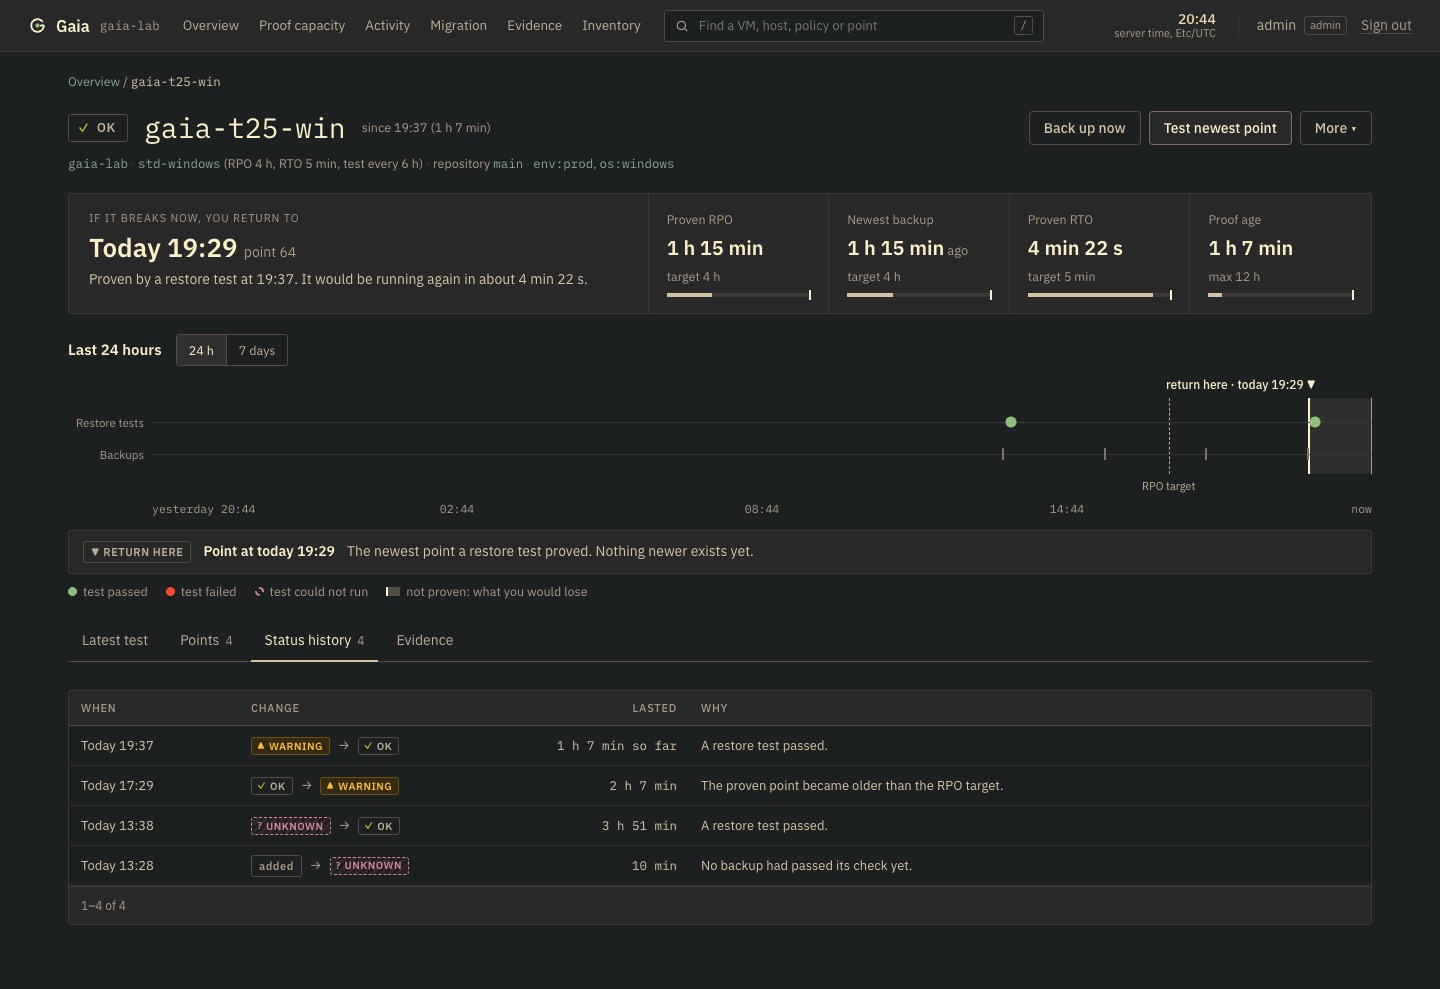 Gaia gaia-lab Overview Proof capacity Activity Migration Evidence Inventory Find a VM, host, policy or point / 20:44 server time, Etc/UTC admin admin Sign out
Overview / gaia-t25-win
✓ OK gaia-t25-win since 19:37 (1 h 7 min) Back up now Test newest point More ▾
gaia-lab · std-windows (RPO 4 h, RTO 5 min, test every 6 h) · repository main · env:prod, os:windows
IF IT BREAKS NOW, YOU RETURN TO
Today 19:29 point 64
Proven by a restore test at 19:37. It would be running again in about 4 min 22 s.
Proven RPO
1 h 15 min
target 4 h
Newest backup
1 h 15 min ago
target 4 h
Proven RTO
4 min 22 s
target 5 min
Proof age
1 h 7 min
max 12 h
Last 24 hours 24 h 7 days
return here · today 19:29 ▼
Restore tests
Backups
RPO target
yesterday 20:44 02:44 08:44 14:44 now
▼ RETURN HERE Point at today 19:29 The newest point a restore test proved. Nothing newer exists yet.
test passed test failed test could not run not proven: what you would lose
Latest test Points 4 Status history 4 Evidence
WHEN CHANGE LASTED WHY
Today 19:37 ▲ WARNING → ✓ OK 1 h 7 min so far A restore test passed.
Today 17:29 ✓ OK → ▲ WARNING 2 h 7 min The proven point became older than the RPO target.
Today 13:38 ? UNKNOWN → ✓ OK 3 h 51 min A restore test passed.
Today 13:28 added → ? UNKNOWN 10 min No backup had passed its check yet.
1–4 of 4